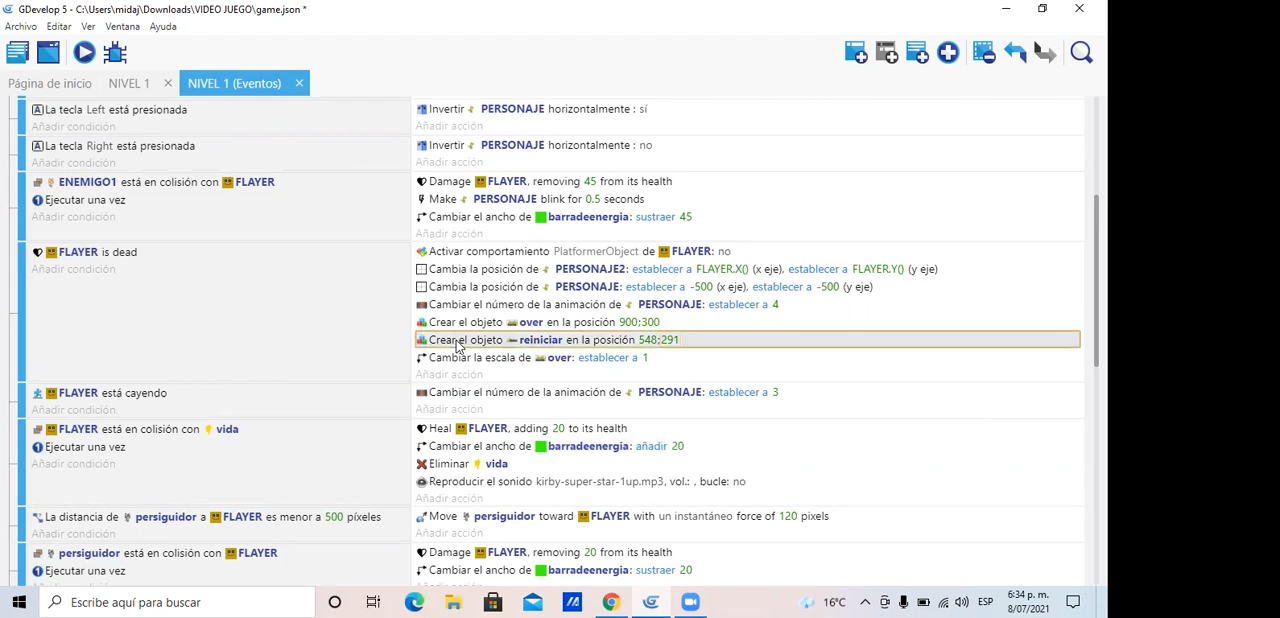 GDevelop 5 - C:\Users\midaj\Downloads\VIDEO JUEGO\game.json *
Archivo Editar Ver Ventana Ayuda
Página de inicio NIVEL 1 × NIVEL 1 (Eventos) ×
La tecla Left está presionada Invertir PERSONAJE horizontalmente : sí
Añadir condición Añadir acción
La tecla Right está presionada Invertir PERSONAJE horizontalmente : no
Añadir condición Añadir acción
ENEMIGO1 está en colisión con FLAYER Damage FLAYER, removing 45 from its health
Ejecutar una vez Make PERSONAJE blink for 0.5 seconds
Añadir condición Cambiar el ancho de barradeenergia: sustraer 45
Añadir acción
FLAYER is dead Activar comportamiento PlatformerObject de FLAYER: no
Añadir condición Cambia la posición de PERSONAJE2: establecer a FLAYER.X() (x eje), establecer a FLAYER.Y() (y eje)
Cambia la posición de PERSONAJE: establecer a -500 (x eje), establecer a -500 (y eje)
Cambiar el número de la animación de PERSONAJE: establecer a 4
Crear el objeto over en la posición 900;300
Crear el objeto reiniciar en la posición 548;291
Cambiar la escala de over: establecer a 1
Añadir acción
FLAYER está cayendo Cambiar el número de la animación de PERSONAJE: establecer a 3
Añadir condición Añadir acción
FLAYER está en colisión con vida Heal FLAYER, adding 20 to its health
Ejecutar una vez Cambiar el ancho de barradeenergia: añadir 20
Añadir condición Eliminar vida
Reproducir el sonido kirby-super-star-1up.mp3, vol.: , bucle: no
Añadir acción
La distancia de persiguidor a FLAYER es menor a 500 píxeles Move persiguidor toward FLAYER with un instantáneo force of 120 pixels
Añadir condición Añadir acción
persiguidor está en colisión con FLAYER Damage FLAYER, removing 20 from its health
Ejecutar una vez Cambiar el ancho de barradeenergia: sustraer 20
Escribe aquí para buscar 16°C ESP 6:34 p. m.
8/07/2021